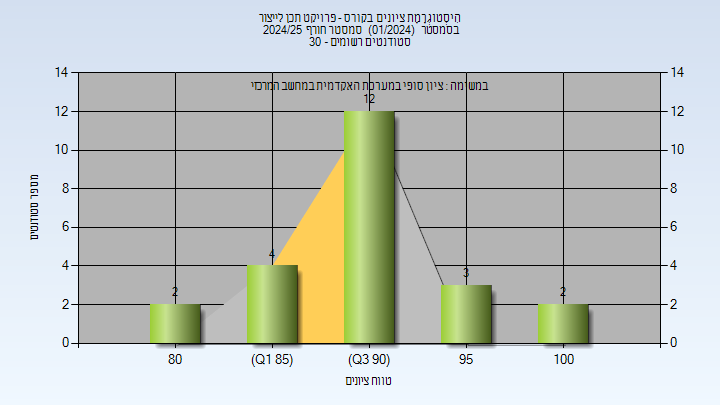 היסטוגרמת ציונים בקורס - פרויקט תכן לייצור
בסמסטר (01/2024) סמסטר חורף 2024/25
סטודנטים רשומים - 30
במשימה : ציון סופי במערכת האקדמית במחשב המרכזי
14 14
12 12
10 10
8 8
6 6
4 4
2 2
0 0
2 4 12 3 2
80 (Q1 85) (Q3 90) 95 100
מספר סטודנטים
טווח ציונים